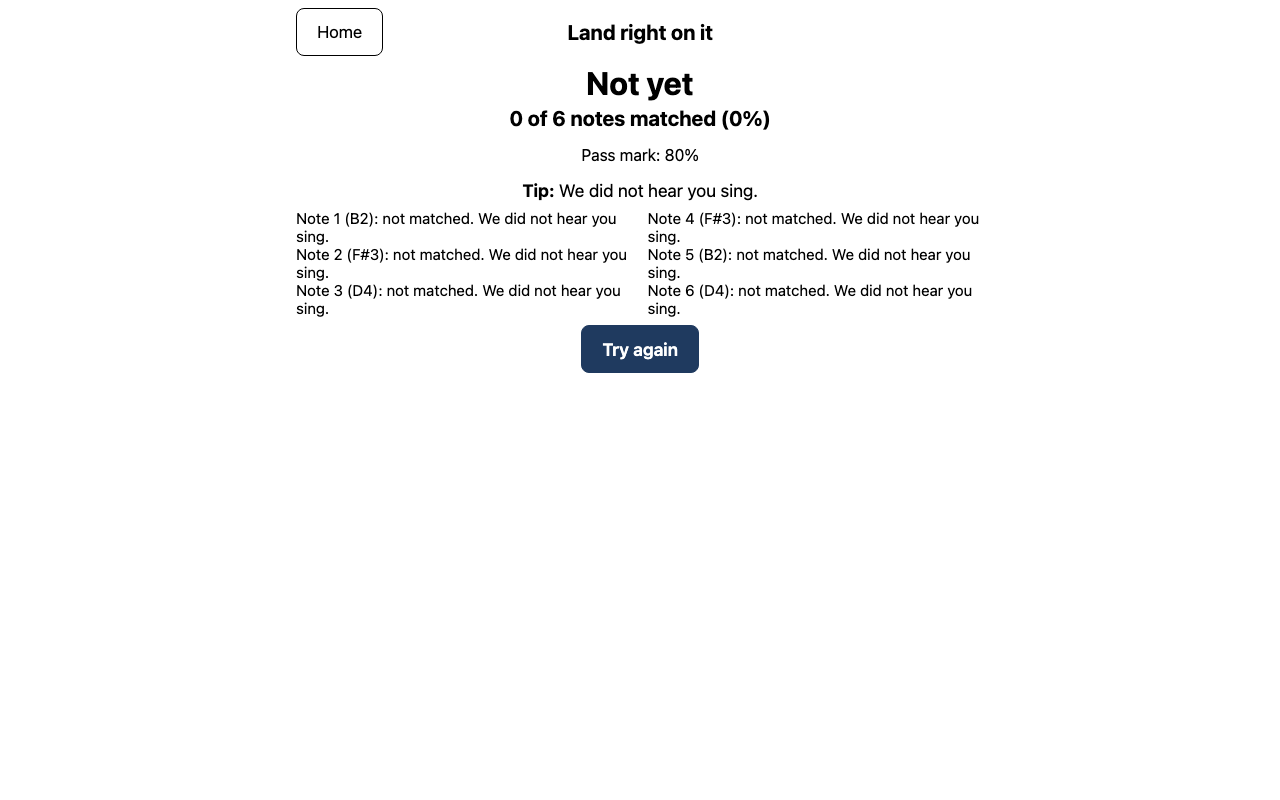 Home
Land right on it
Not yet
0 of 6 notes matched (0%)
Pass mark: 80%
Tip: We did not hear you sing.
Note 1 (B2): not matched. We did not hear you
sing.
Note 2 (F#3): not matched. We did not hear you
sing.
Note 3 (D4): not matched. We did not hear you
sing.
Note 4 (F#3): not matched. We did not hear you
sing.
Note 5 (B2): not matched. We did not hear you
sing.
Note 6 (D4): not matched. We did not hear you
sing.
Try again